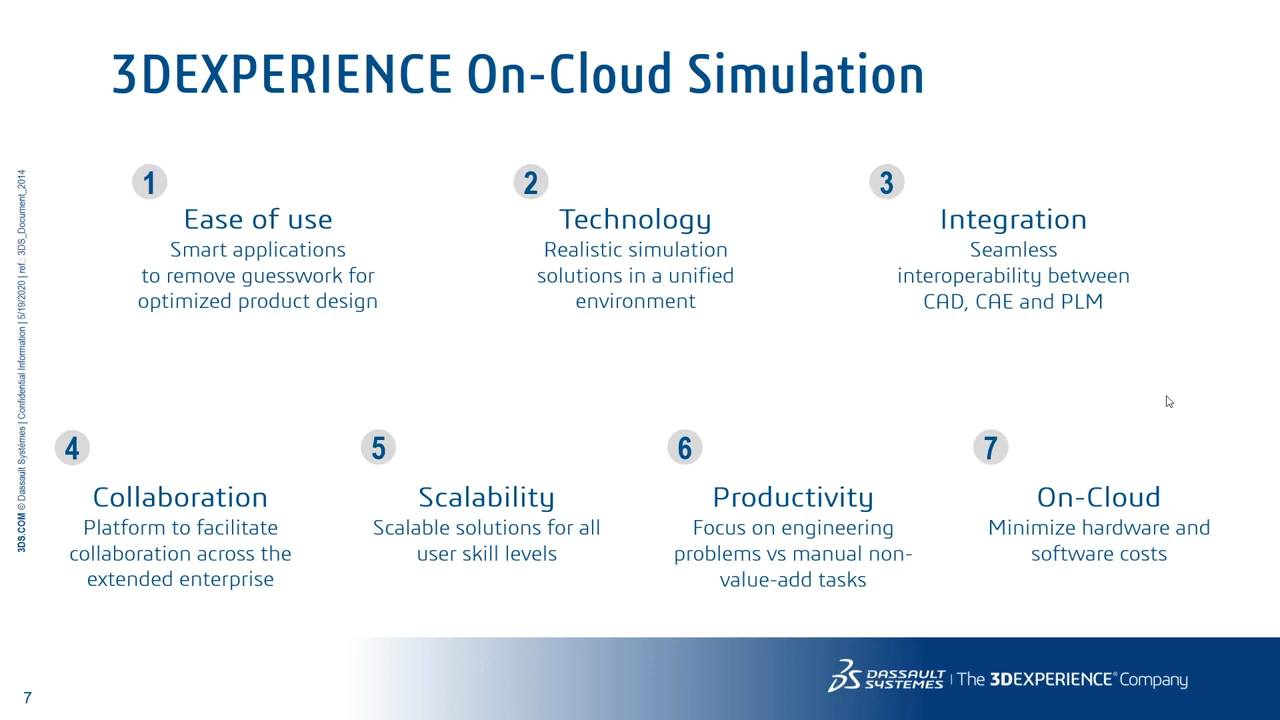 3DEXPERIENCE On-Cloud Simulation
1
Ease of use
Smart applications
to remove guesswork for
optimized product design
2
Technology
Realistic simulation
solutions in a unified
environment
3
Integration
Seamless
interoperability between
CAD, CAE and PLM
4
Collaboration
Platform to facilitate
collaboration across the
extended enterprise
5
Scalability
Scalable solutions for all
user skill levels
6
Productivity
Focus on engineering
problems vs manual non-
value-add tasks
7
On-Cloud
Minimize hardware and
software costs
3DS.COM © Dassault Systèmes | Confidential Information | 5/19/2020 | ref.: 3DS_Document_2014
7
DASSAULT
SYSTEMES | The 3DEXPERIENCE® Company